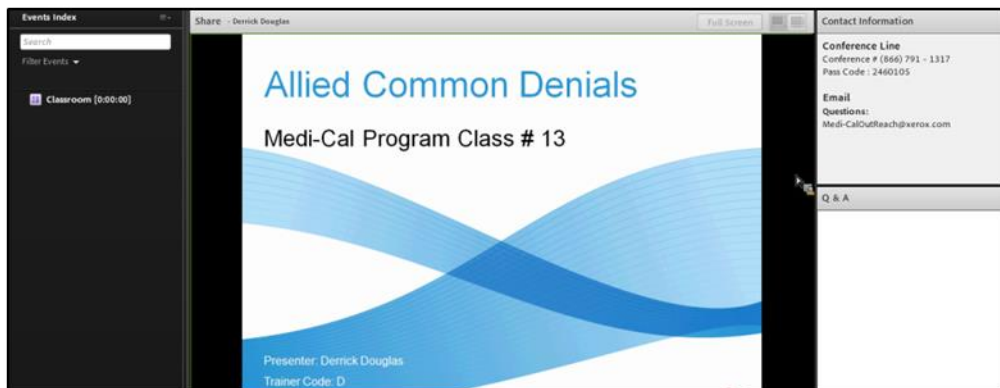 Events Index
Search
Filter Events
Classroom [0:00:00]
Share - Derrick Douglas
Full Screen
Allied Common Denials
Medi-Cal Program Class # 13
Presenter: Derrick Douglas
Trainer Code: D
Contact Information
Conference Line
Conference # (866) 791 - 1317
Pass Code : 2460105
Email
Questions:
Medi-CalOutReach@xerox.com
Q & A